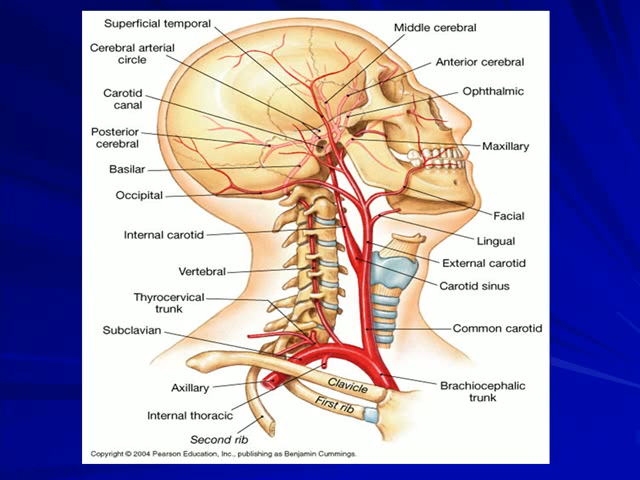 Superficial temporal
Cerebral arterial
circle
Carotid
canal
Posterior
cerebral
Basilar
Occipital
Internal carotid
Vertebral
Thyrocervical
trunk
Subclavian
Axillary
Internal thoracic
Second rib
Middle cerebral
Anterior cerebral
Ophthalmic
Maxillary
Facial
Lingual
External carotid
Carotid sinus
Common carotid
Brachiocephalic
trunk
Clavicle
First rib
Copyright © 2004 Pearson Education, Inc., publishing as Benjamin Cummings.